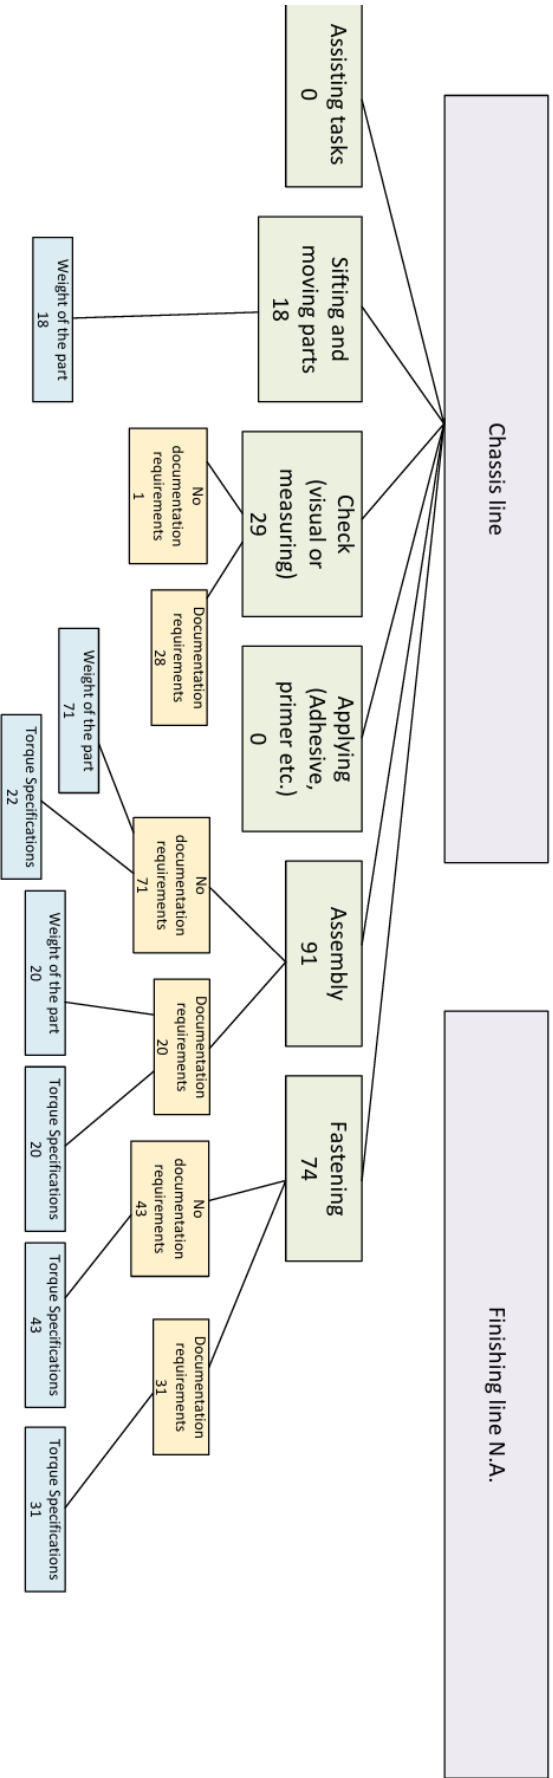 Chassis line
Finishing line N.A.
Assisting tasks
0
Sifting and
moving parts
18
Check
(visual or
measuring)
29
Applying
(Adhesive,
primer etc.)
0
Assembly
91
Fastening
74
No
documentation
requirements
1
Documentation
requirements
28
No
documentation
requirements
71
Documentation
requirements
20
No
documentation
requirements
43
Documentation
requirements
31
Weight of the part
18
Weight of the part
71
Torque Specifications
22
Weight of the part
20
Torque Specifications
20
Torque Specifications
43
Torque Specifications
31